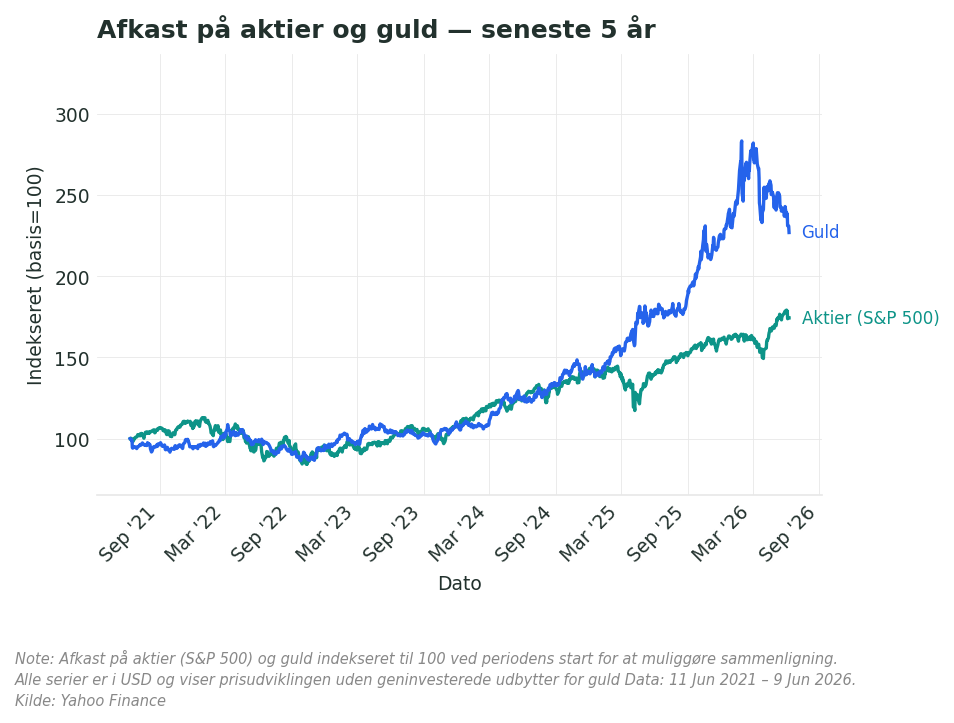 Afkast på aktier og guld — seneste 5 år
Indekseret (basis=100)
300
250
200
150
100
Guld
Aktier (S&P 500)
Sep '21
Mar '22
Sep '22
Mar '23
Sep '23
Mar '24
Sep '24
Mar '25
Sep '25
Mar '26
Sep '26
Dato
Note: Afkast på aktier (S&P 500) og guld indekseret til 100 ved periodens start for at muliggøre sammenligning.
Alle serier er i USD og viser prisudviklingen uden geninvesterede udbytter for guld Data: 11 Jun 2021 – 9 Jun 2026.
Kilde: Yahoo Finance